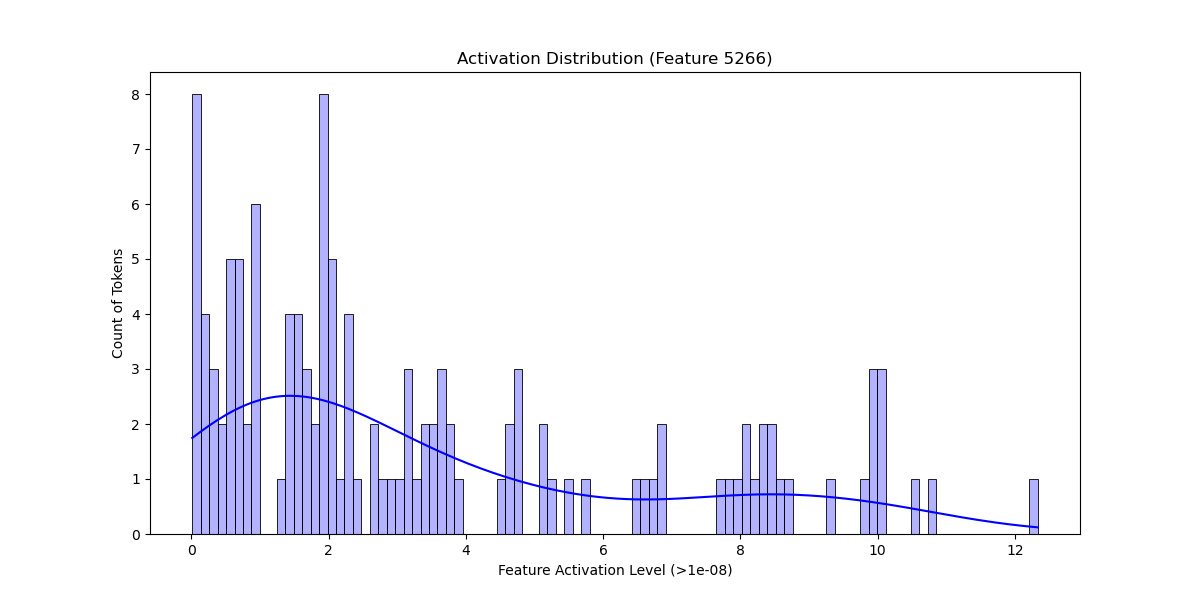 Activation Distribution (Feature 5266)
8
7
6
5
4
3
2
1
0
Count of Tokens
0 2 4 6 8 10 12
Feature Activation Level (>1e-08)